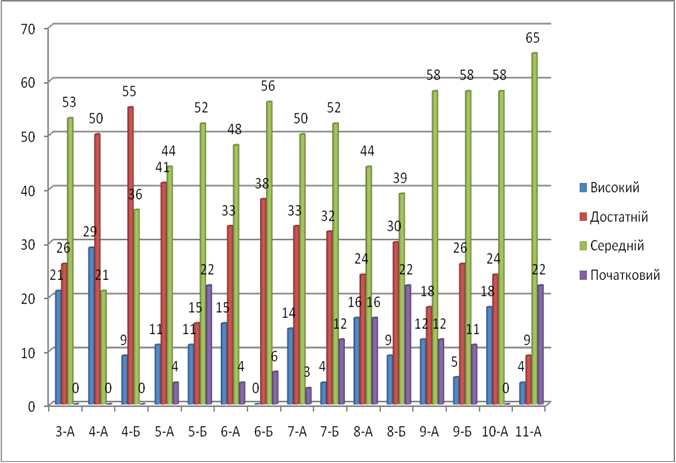 70
60
50
40
30
20
10
0
21 26 53 0
29 50 21 0
9 55 36 0
11 41 44 4
11 15 52 22
15 33 48 4
0 38 56 6
14 33 50 3
4 32 52 12
16 24 44 16
9 30 39 22
12 18 58 12
5 26 58 11
18 24 58 0
4 9 65 22
3-А 4-А 4-Б 5-А 5-Б 6-А 6-Б 7-А 7-Б 8-А 8-Б 9-А 9-Б 10-А 11-А
Високий
Достатній
Середній
Початковий